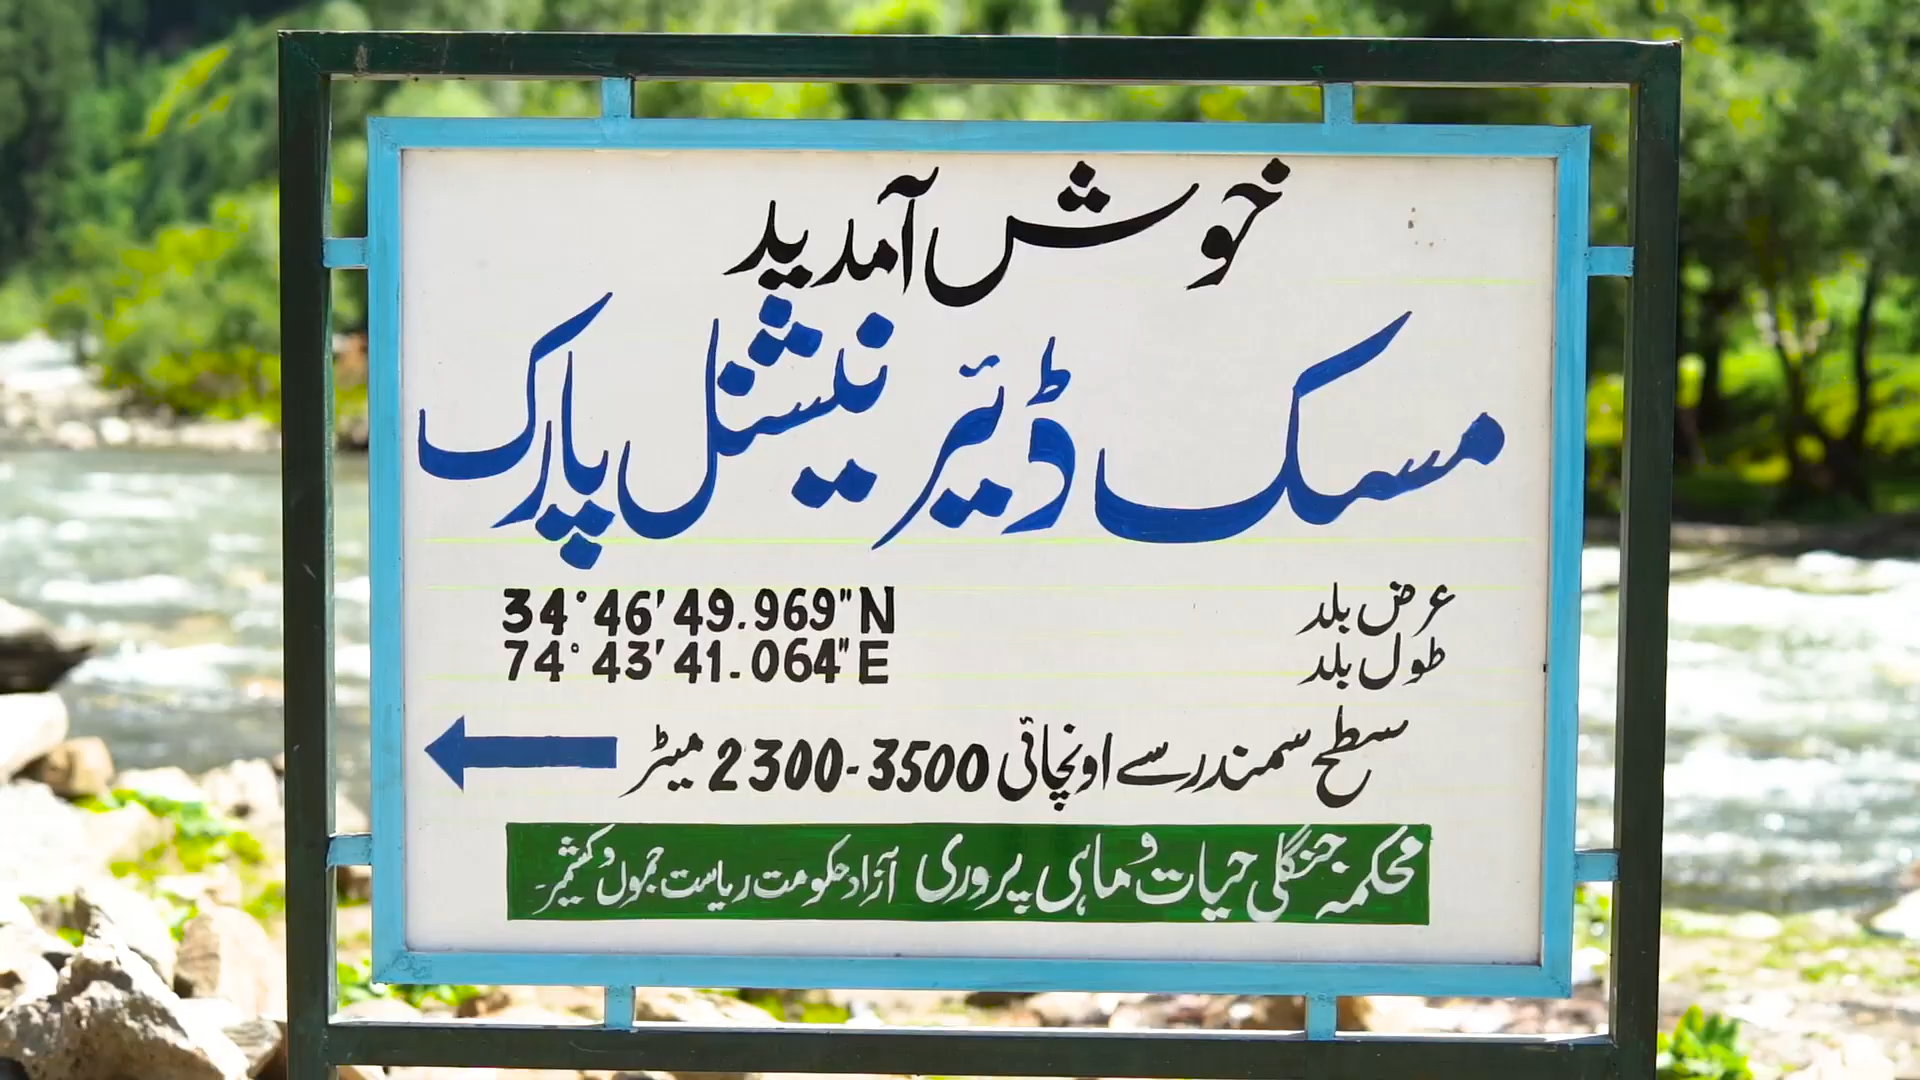 خوش آمدید
مسک ڈیئر نیشنل پارک
عرض بلد 34°46'49.969"N
طول بلد 74°43'41.064"E
سطح سمندر سے اونچائی 3500-2300 میٹر
محکمہ جنگلی حیات و ماہی پروری آزاد حکومت ریاست جموں و کشمیر